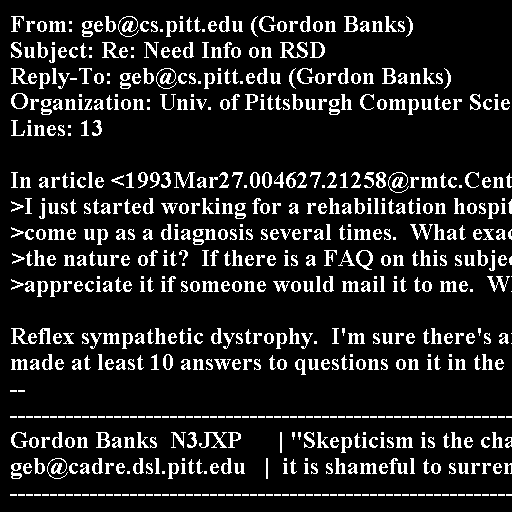 From: geb@cs.pitt.edu (Gordon Banks)
Subject: Re: Need Info on RSD
Reply-To: geb@cs.pitt.edu (Gordon Banks)
Organization: Univ. of Pittsburgh Computer Scie
Lines: 13

In article <1993Mar27.004627.21258@rmtc.Cent
>I just started working for a rehabilitation hospit
>come up as a diagnosis several times.  What exac
>the nature of it?  If there is a FAQ on this subjec
>appreciate it if someone would mail it to me.  W

Reflex sympathetic dystrophy.  I'm sure there's a
made at least 10 answers to questions on it in the
--
----------------------------------------------------------------------------
Gordon Banks  N3JXP      | "Skepticism is the cha
geb@cadre.dsl.pitt.edu   |  it is shameful to surren
----------------------------------------------------------------------------